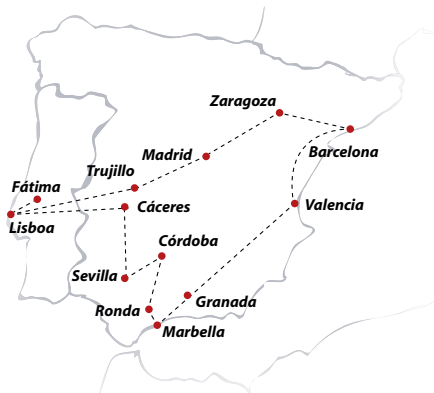 Zaragoza
Barcelona
Madrid
Trujillo
Fátima
Cáceres
Valencia
Lisboa
Córdoba
Sevilla
Granada
Ronda
Marbella